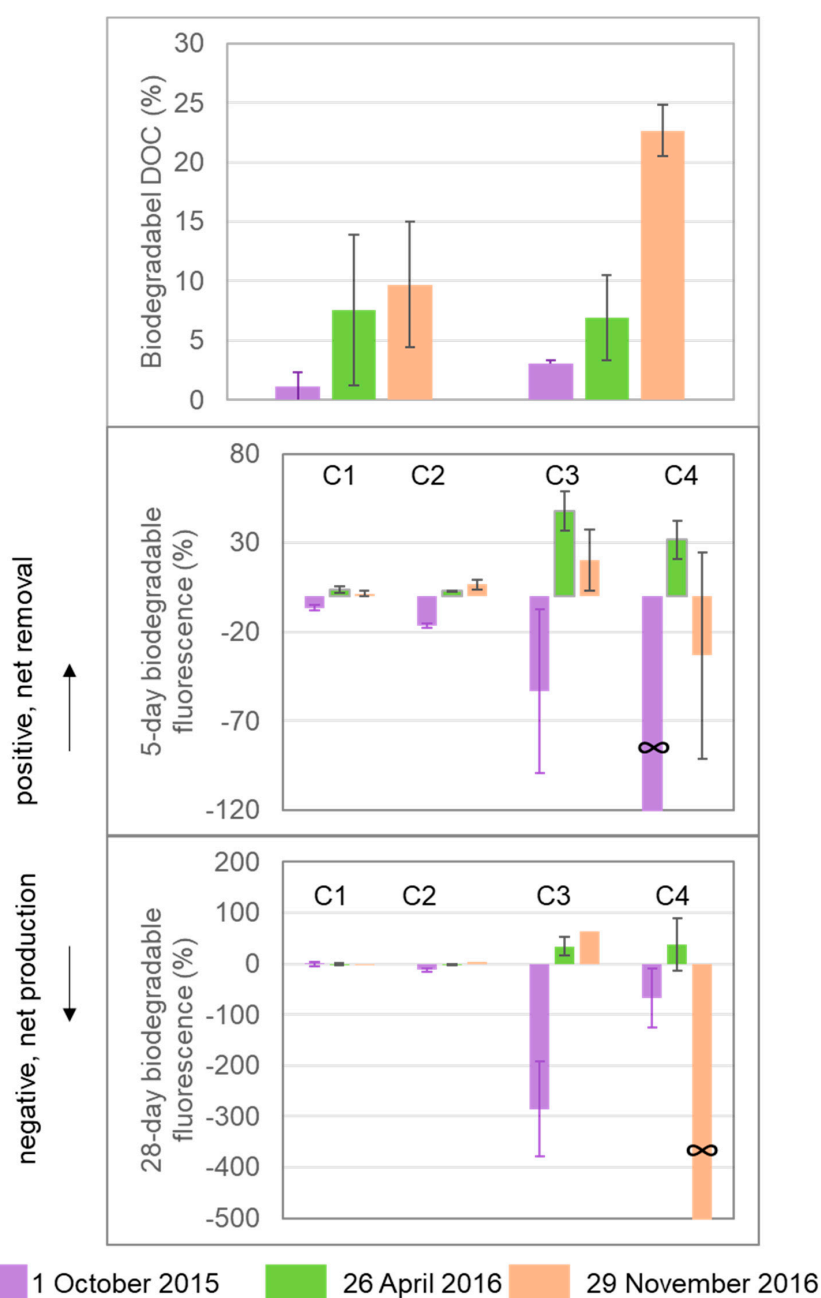 30
25
20
15
10
5
0
Biodegradabel DOC (%)
80
30
-20
-70
-120
5-day biodegradable
fluorescence (%)
C1 C2 C3 C4
∞
positive, net removal
200
100
0
-100
-200
-300
-400
-500
28-day biodegradable
fluorescence (%)
C1 C2 C3 C4
∞
negative, net production
1 October 2015 26 April 2016 29 November 2016